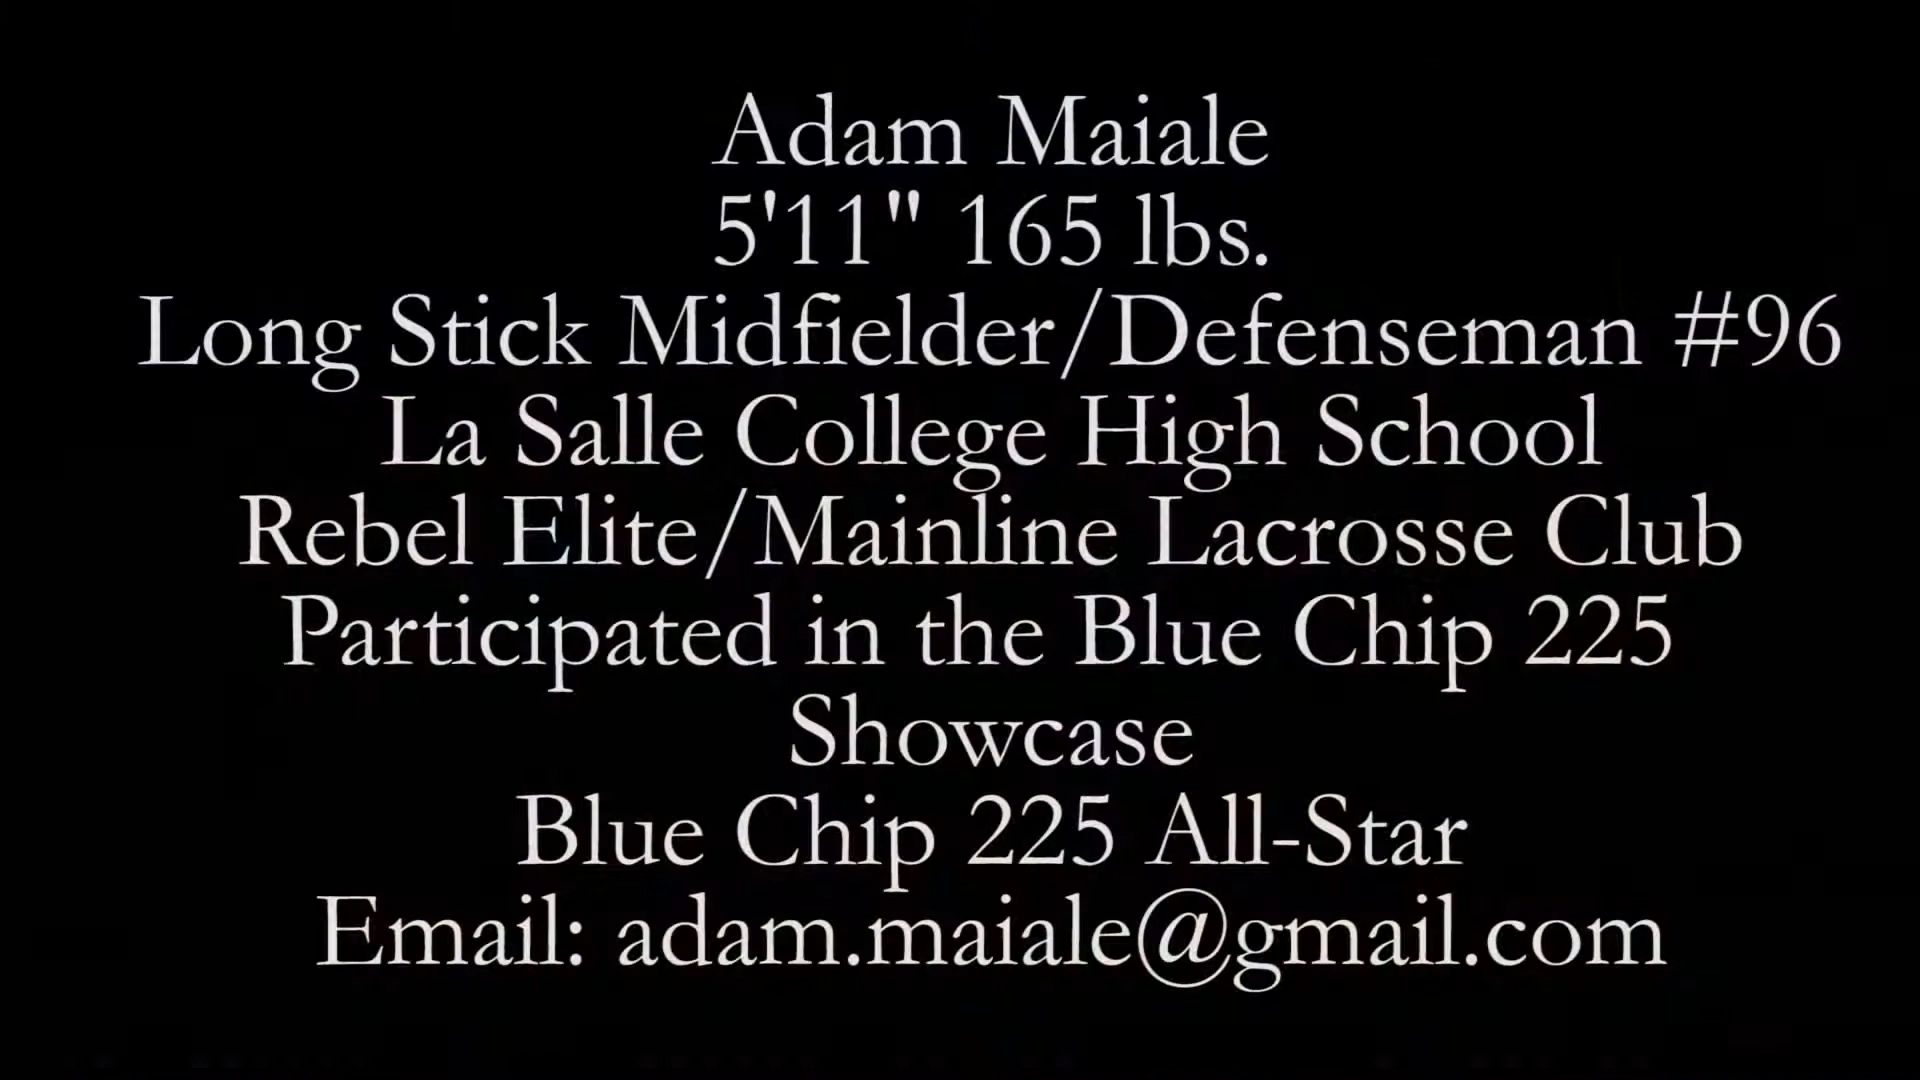 Adam Maiale
5'11" 165 lbs.
Long Stick Midfielder/Defenseman #96
La Salle College High School
Rebel Elite/Mainline Lacrosse Club
Participated in the Blue Chip 225
Showcase
Blue Chip 225 All-Star
Email: adam.maiale@gmail.com